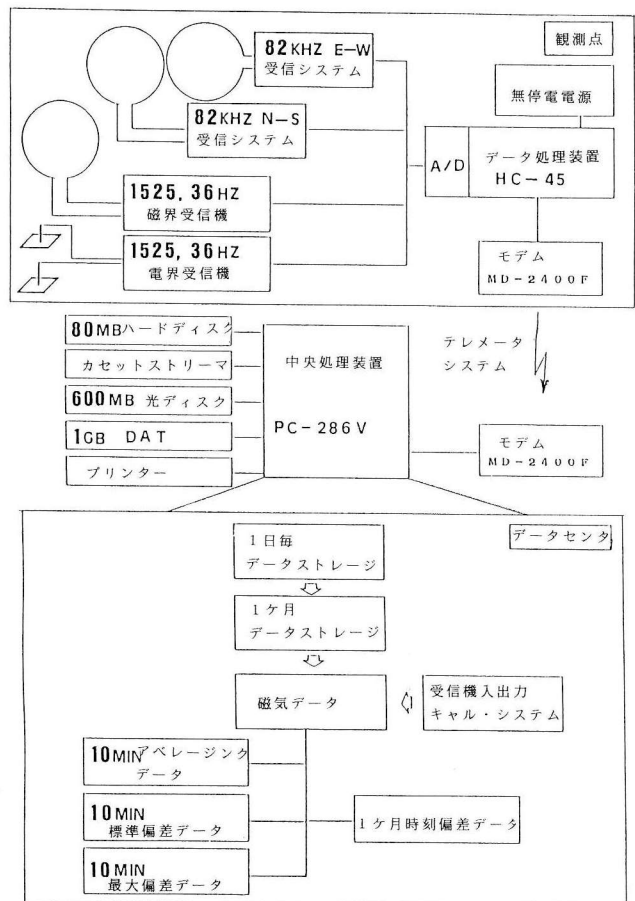 観測点
82KHZ E-W
受信システム
無停電電源
82KHZ N-S
受信システム
A/D
データ処理装置
HC-45
1525, 36HZ
磁界受信機
1525, 36HZ
電界受信機
モデム
MD-2400F
80MBハードディスク
カセットストリーマ
600MB 光ディスク
1GB DAT
プリンター
中央処理装置
PC-286V
テレメータ
システム
モデム
MD-2400F
データセンタ
1日毎
データストレージ
1ケ月
データストレージ
磁気データ
受信機入出力
キャル・システム
10MINアベレージング
データ
10MIN
標準偏差データ
1ケ月時刻偏差データ
10MIN
最大偏差データ